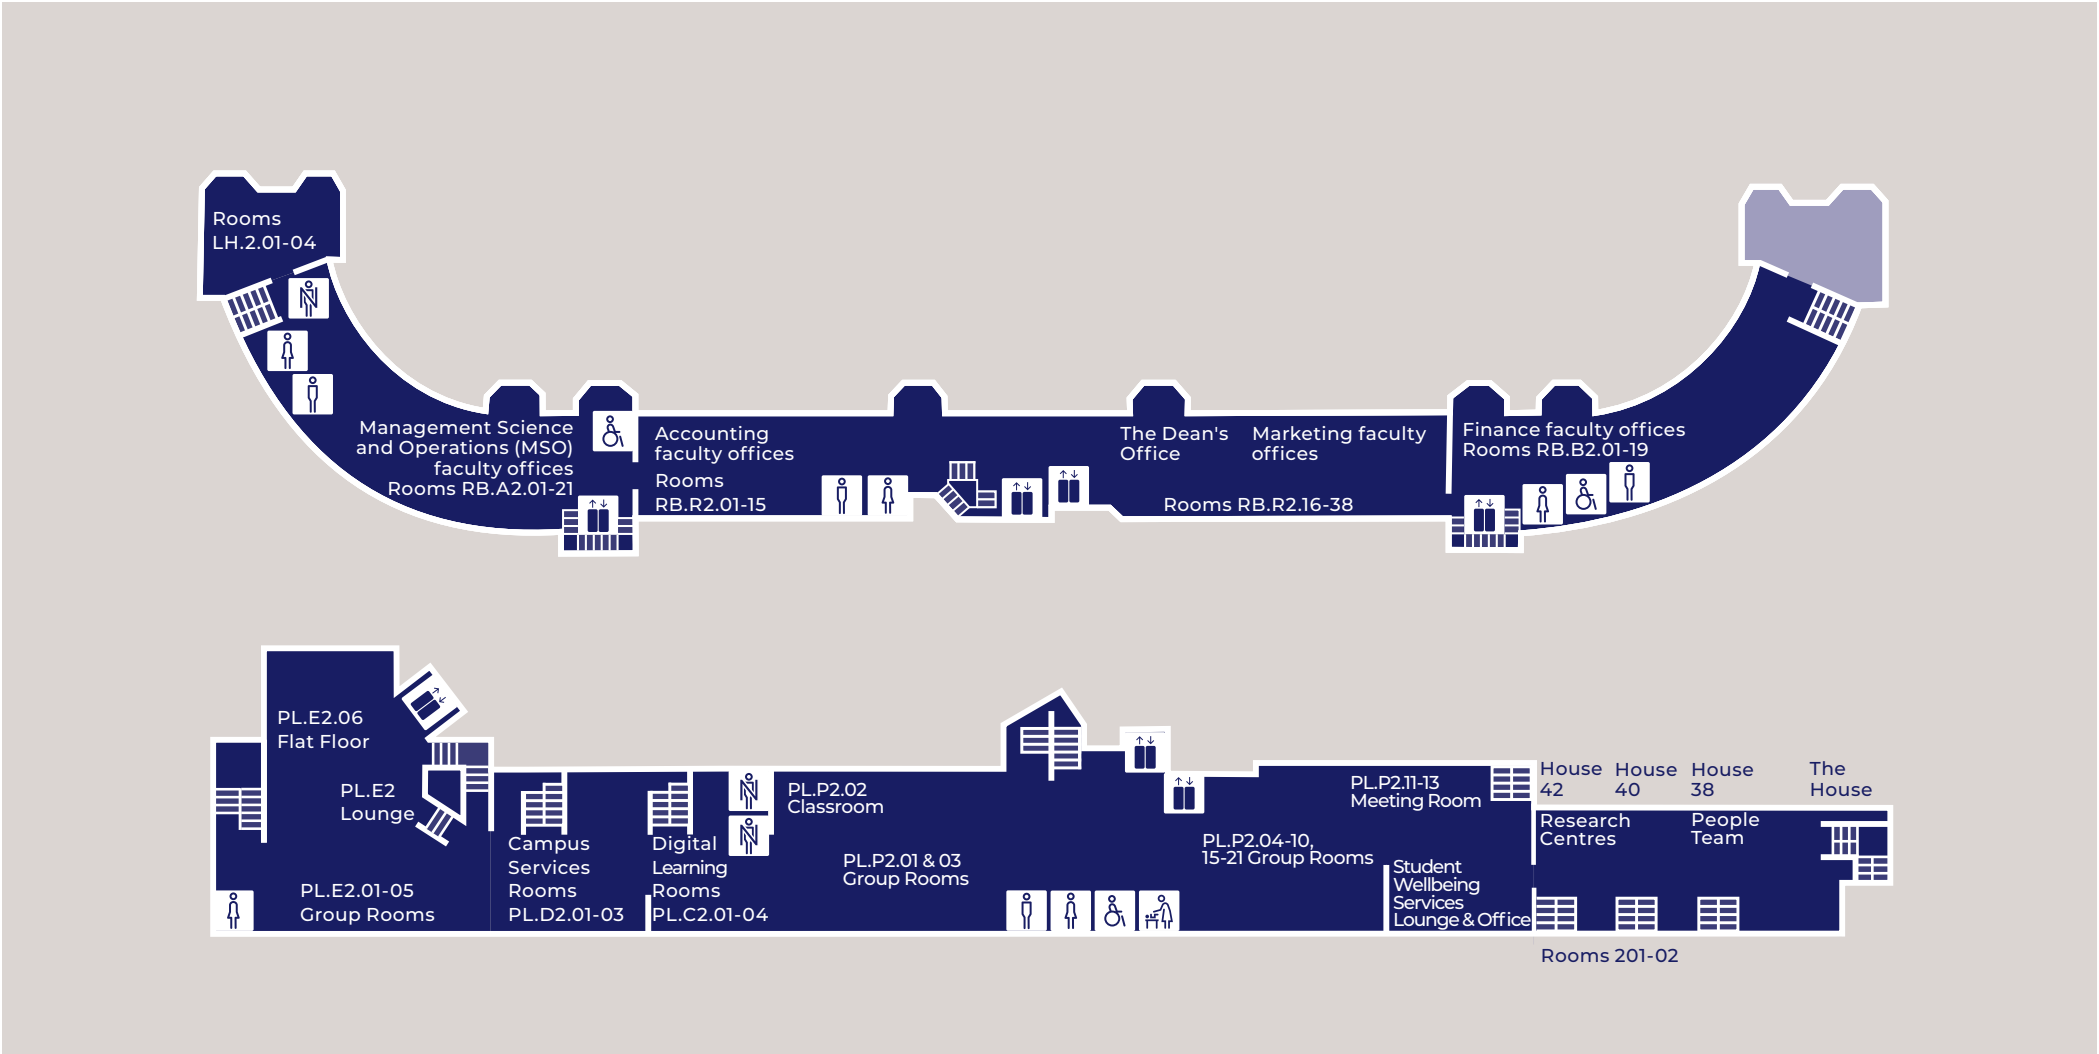 Rooms
LH.2.01-04
Management Science
and Operations (MSO)
faculty offices
Rooms RB.A2.01-21
Accounting
faculty offices
Rooms
RB.R2.01-15
The Dean's
Office
Marketing faculty
offices
Rooms RB.R2.16-38
Finance faculty offices
Rooms RB.B2.01-19
PL.E2.06
Flat Floor
PL.E2
Lounge
PL.E2.01-05
Group Rooms
Campus
Services
Rooms
PL.D2.01-03
Digital
Learning
Rooms
PL.C2.01-04
PL.P2.02
Classroom
PL.P2.01 & 03
Group Rooms
PL.P2.04-10,
15-21 Group Rooms
PL.P2.11-13
Meeting Room
Student
Wellbeing
Services
Lounge & Office
House
42
House
40
House
38
The
House
Research
Centres
People
Team
Rooms 201-02